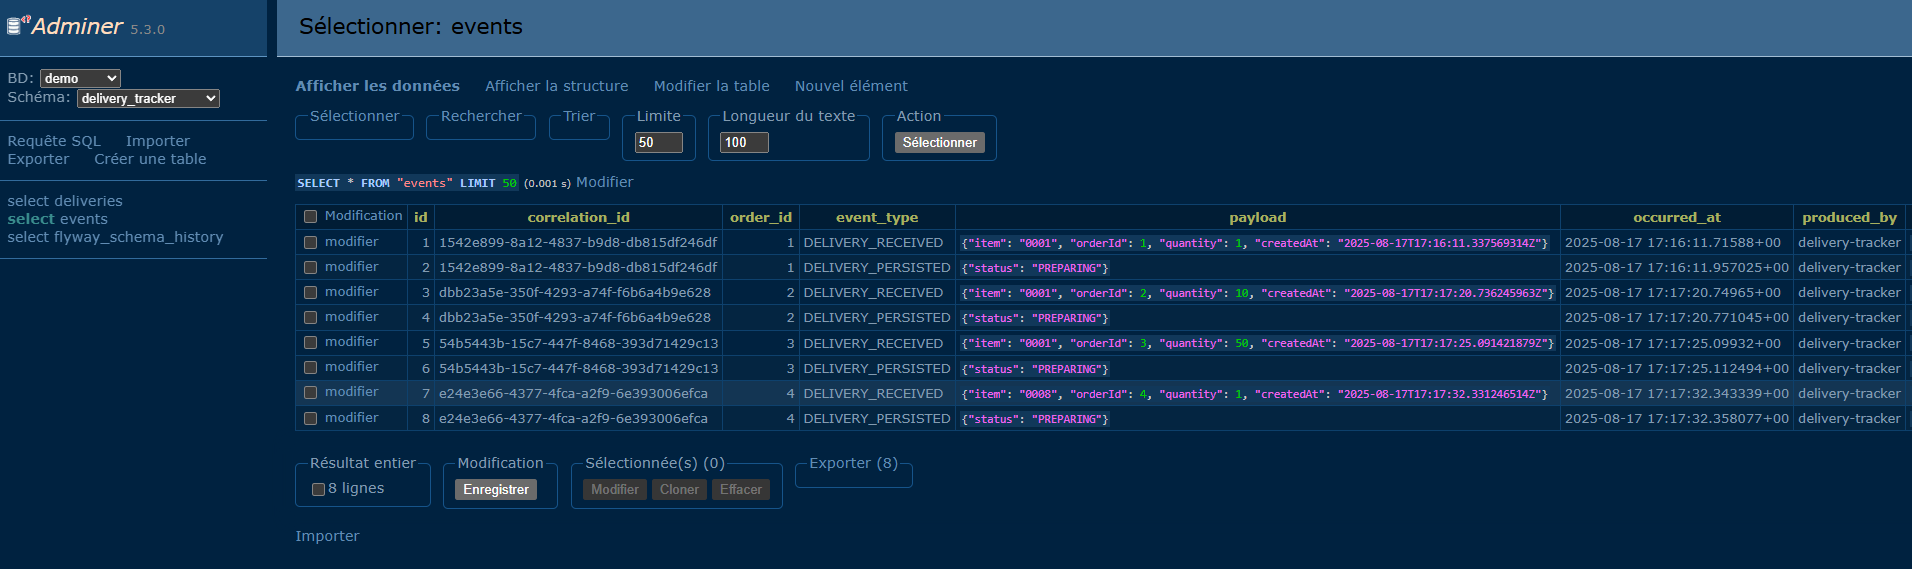 Adminer 5.3.0
BD: demo
Schéma: delivery_tracker
Requête SQL Importer
Exporter Créer une table
select deliveries
select events
select flyway_schema_history
Sélectionner: events
Afficher les données Afficher la structure Modifier la table Nouvel élément
Sélectionner Rechercher Trier Limite Longueur du texte Action
50 100 Sélectionner
SELECT * FROM "events" LIMIT 50 (0.001 s) Modifier
Modification id correlation_id order_id event_type payload occurred_at produced_by
modifier 1 1542e899-8a12-4837-b9d8-db815df246df 1 DELIVERY_RECEIVED {"item": "0001", "orderId": 1, "quantity": 1, "createdAt": "2025-08-17T17:16:11.337569314Z"} 2025-08-17 17:16:11.71588+00 delivery-tracker
modifier 2 1542e899-8a12-4837-b9d8-db815df246df 1 DELIVERY_PERSISTED {"status": "PREPARING"} 2025-08-17 17:16:11.957025+00 delivery-tracker
modifier 3 dbb23a5e-350f-4293-a74f-f6b6a4b9e628 2 DELIVERY_RECEIVED {"item": "0001", "orderId": 2, "quantity": 10, "createdAt": "2025-08-17T17:17:20.736245963Z"} 2025-08-17 17:17:20.74965+00 delivery-tracker
modifier 4 dbb23a5e-350f-4293-a74f-f6b6a4b9e628 2 DELIVERY_PERSISTED {"status": "PREPARING"} 2025-08-17 17:17:20.771045+00 delivery-tracker
modifier 5 54b5443b-15c7-447f-8468-393d71429c13 3 DELIVERY_RECEIVED {"item": "0001", "orderId": 3, "quantity": 50, "createdAt": "2025-08-17T17:17:25.091421879Z"} 2025-08-17 17:17:25.09932+00 delivery-tracker
modifier 6 54b5443b-15c7-447f-8468-393d71429c13 3 DELIVERY_PERSISTED {"status": "PREPARING"} 2025-08-17 17:17:25.112494+00 delivery-tracker
modifier 7 e24e3e66-4377-4fca-a2f9-6e393006efca 4 DELIVERY_RECEIVED {"item": "0008", "orderId": 4, "quantity": 1, "createdAt": "2025-08-17T17:17:32.331246514Z"} 2025-08-17 17:17:32.343339+00 delivery-tracker
modifier 8 e24e3e66-4377-4fca-a2f9-6e393006efca 4 DELIVERY_PERSISTED {"status": "PREPARING"} 2025-08-17 17:17:32.358077+00 delivery-tracker
Résultat entier Modification Sélectionnée(s) (0) Exporter (8)
8 lignes Enregistrer Modifier Cloner Effacer
Importer